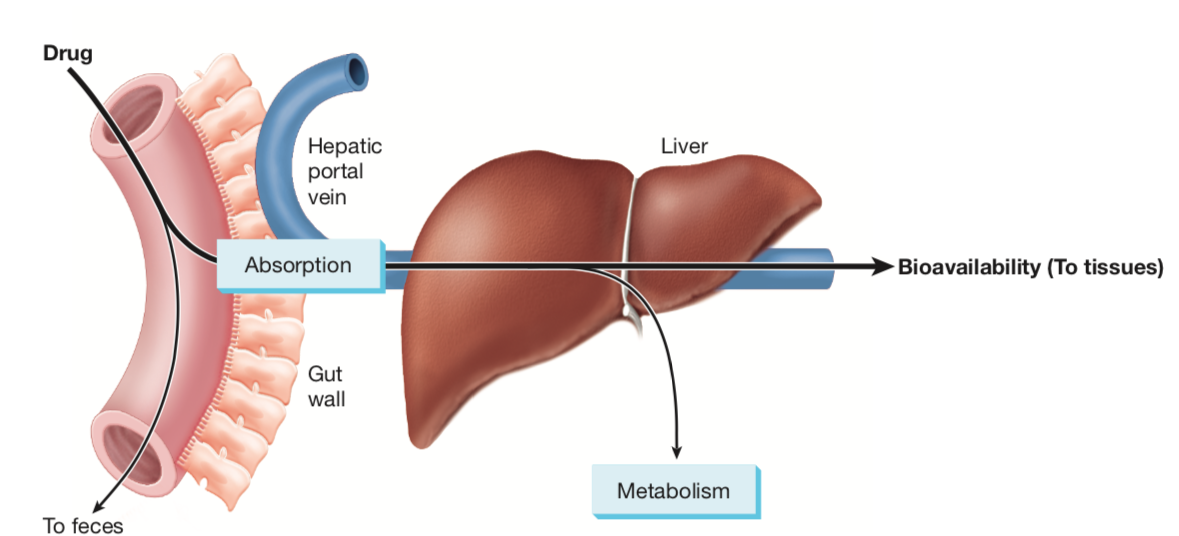 Drug
Hepatic
portal
vein
Liver
Absorption
Bioavailability (To tissues)
Gut
wall
Metabolism
To feces